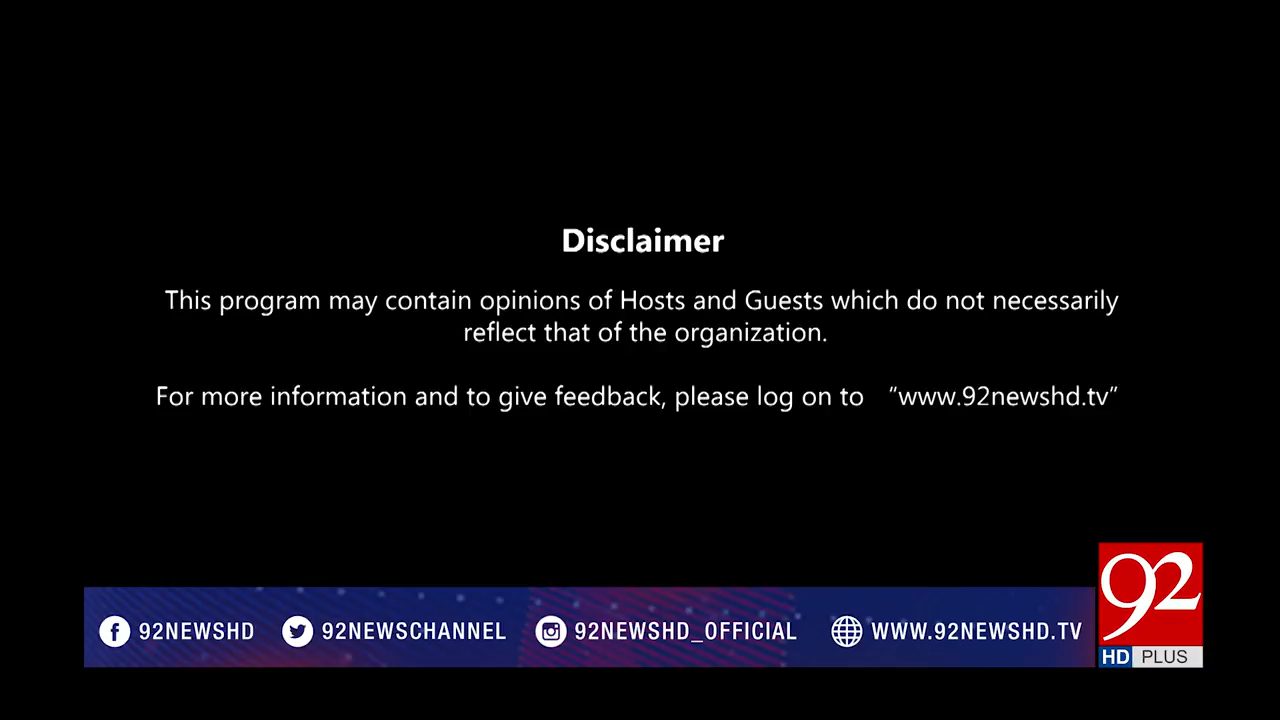 Disclaimer
This program may contain opinions of Hosts and Guests which do not necessarily
reflect that of the organization.
For more information and to give feedback, please log on to “www.92newshd.tv”
92NEWSHD 92NEWSCHANNEL 92NEWSHD_OFFICIAL WWW.92NEWSHD.TV
92
HD PLUS